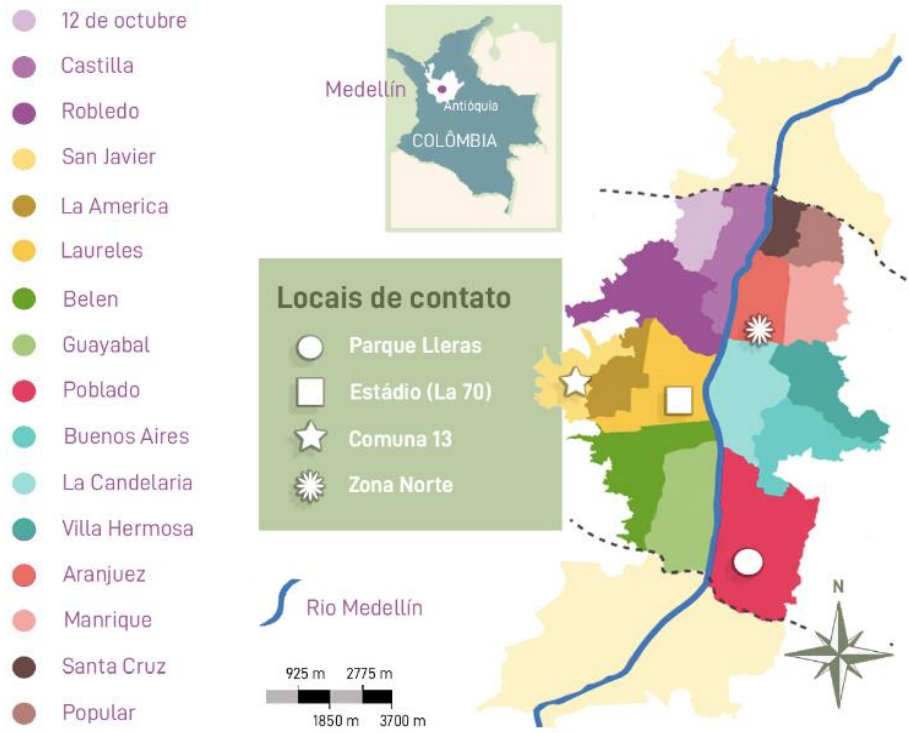 12 de octubre
Castilla
Robledo
San Javier
La America
Laureles
Belen
Guayabal
Poblado
Buenos Aires
La Candelaria
Villa Hermosa
Aranjuez
Manrique
Santa Cruz
Popular
Medellín
Antióquia
COLÔMBIA
Locais de contato
Parque Lleras
Estádio (La 70)
Comuna 13
Zona Norte
Rio Medellín
925 m 2775 m
1850 m 3700 m
N